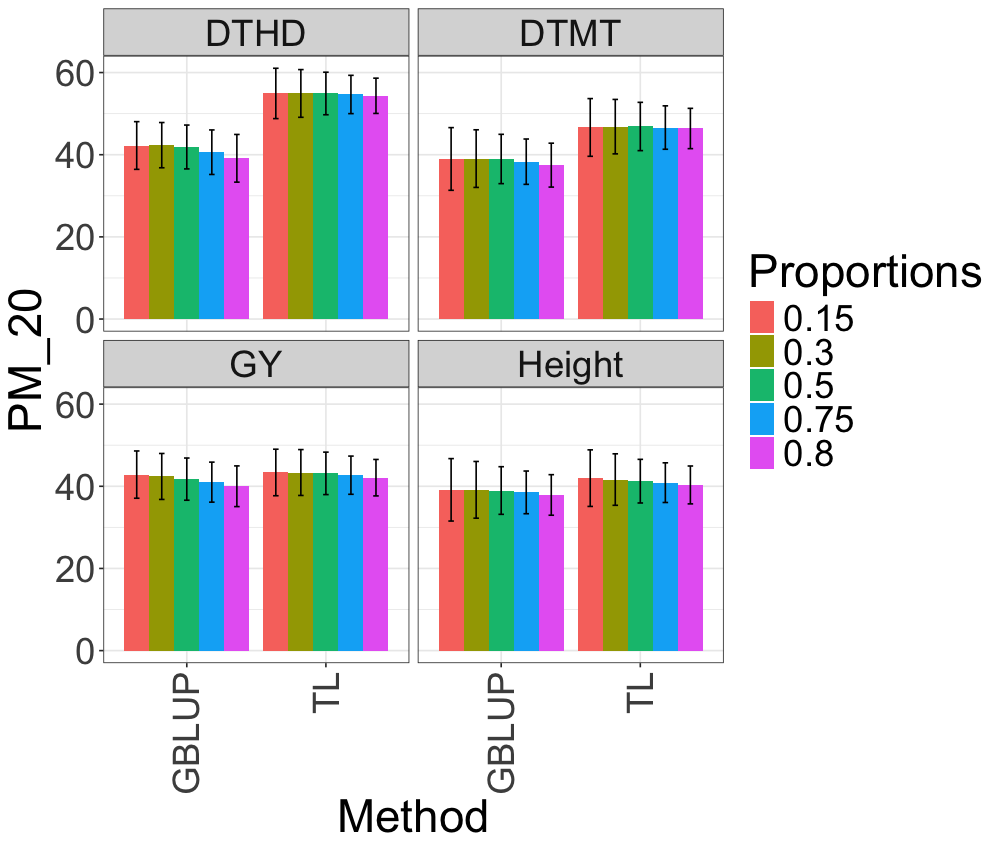 DTHD
DTMT
60
40
20
0
GY
Height
60
40
20
0
PM_20
GBLUP
TL
GBLUP
TL
Method
Proportions
0.15
0.3
0.5
0.75
0.8